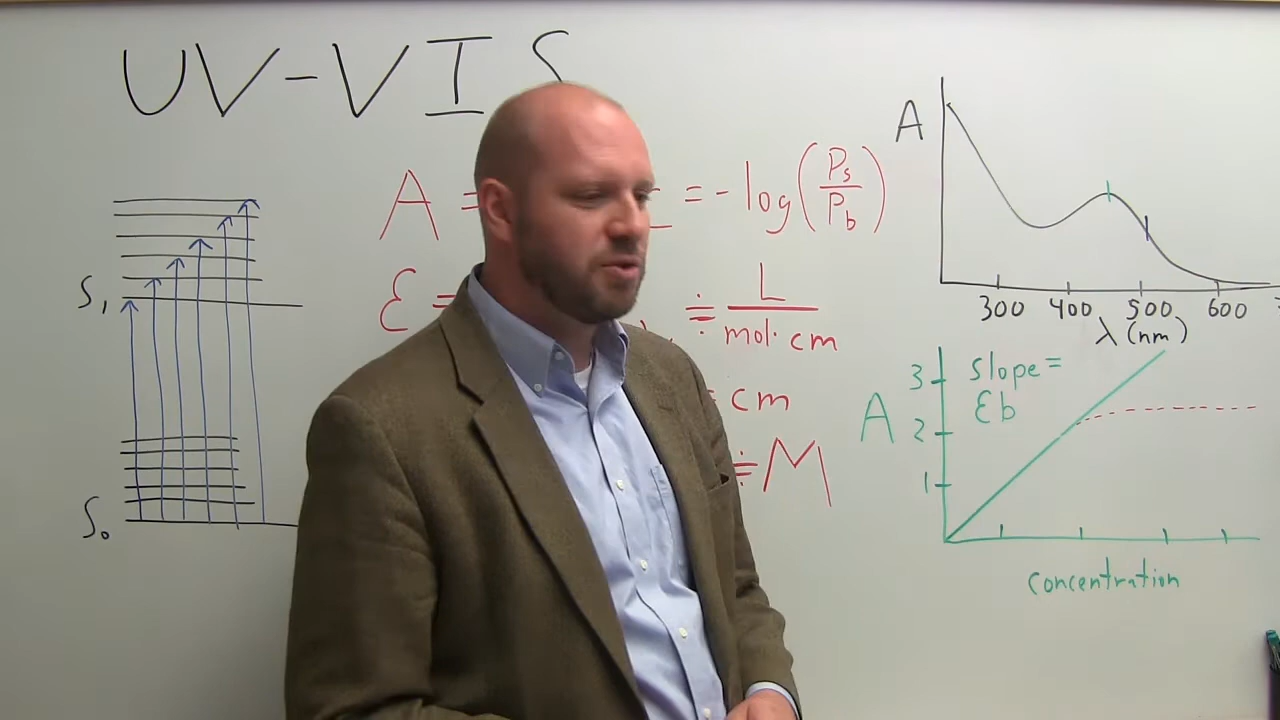 UV-VIS
A = = -log(Ps/Pb)
ε = ≑ L/mol·cm
cm
≑ M
S₁
S₀
A
300 400 500 600
λ (nm)
slope =
εb
A
3
2
1
concentration